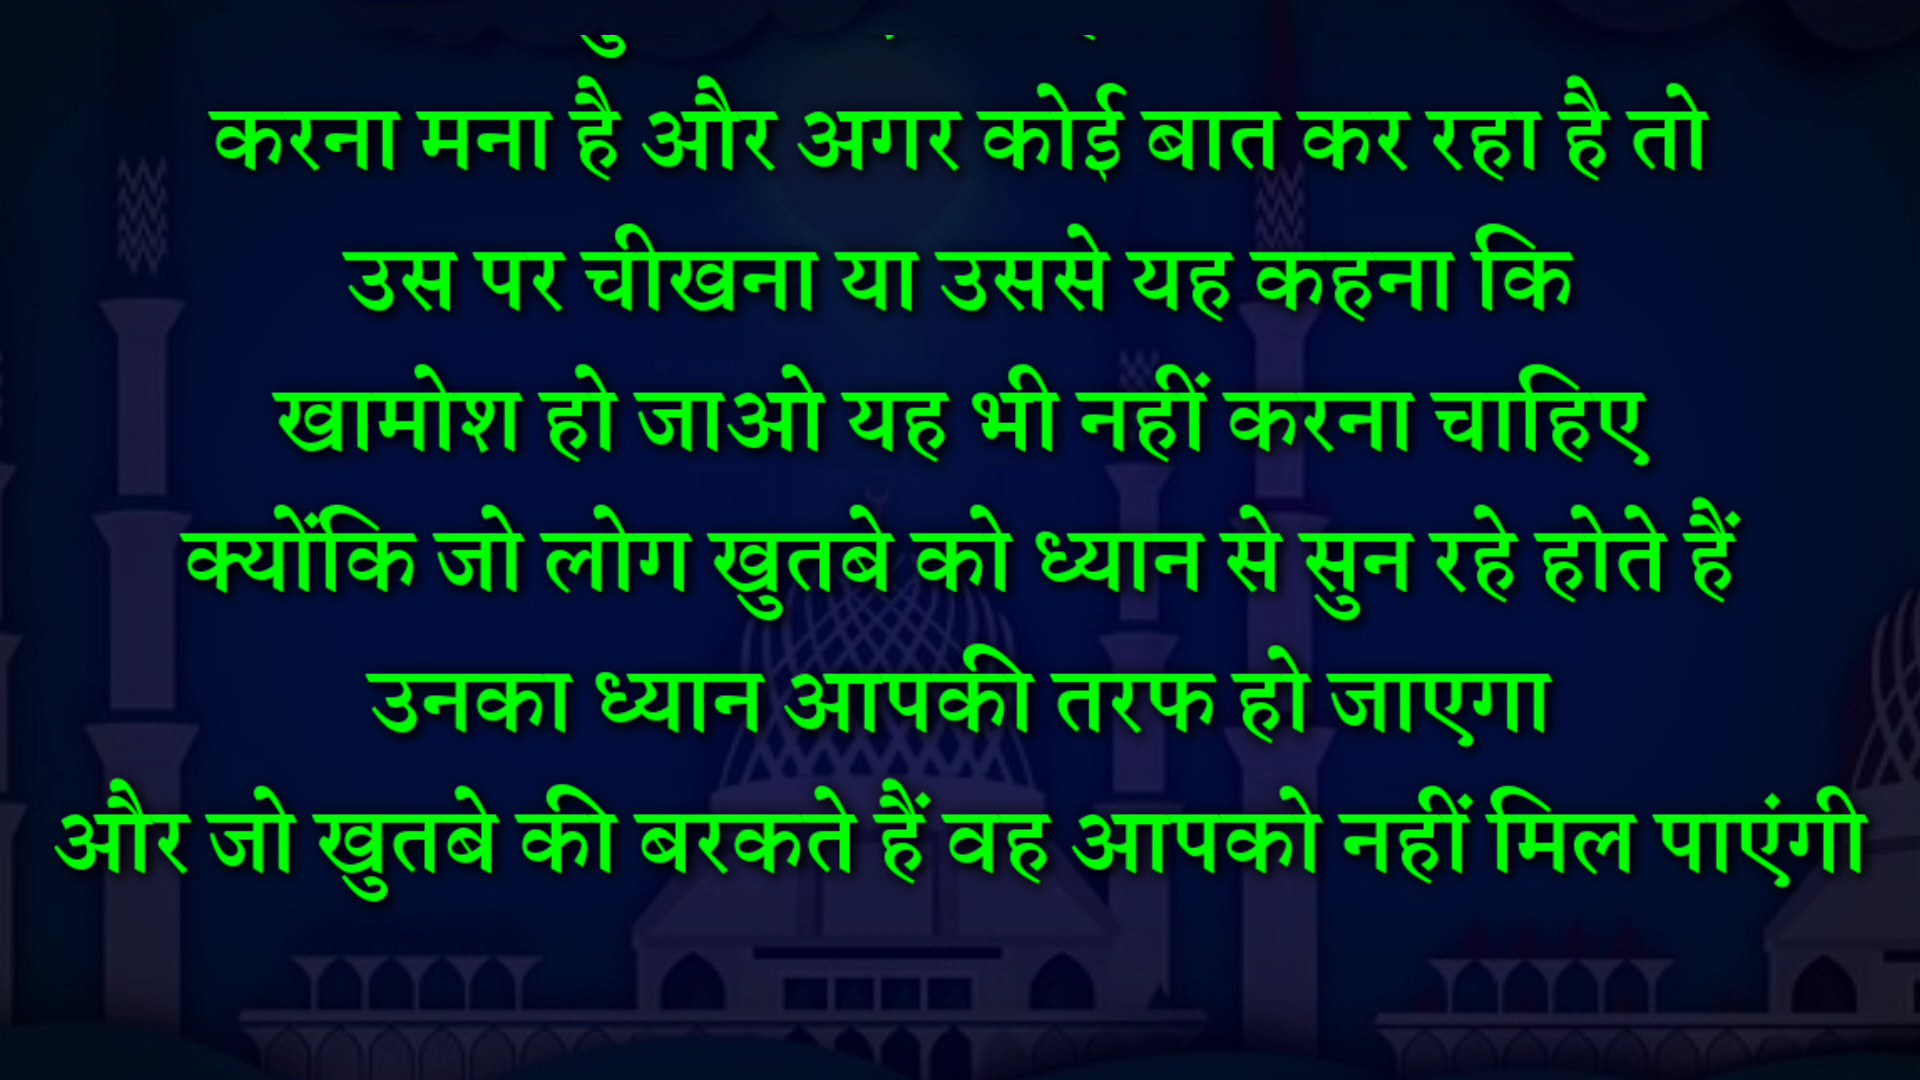 करना मना है और अगर कोई बात कर रहा है तो
उस पर चीखना या उससे यह कहना कि
खामोश हो जाओ यह भी नहीं करना चाहिए
क्योंकि जो लोग खुतबे को ध्यान से सुन रहे होते हैं
उनका ध्यान आपकी तरफ हो जाएगा
और जो खुतबे की बरकते हैं वह आपको नहीं मिल पाएंगी